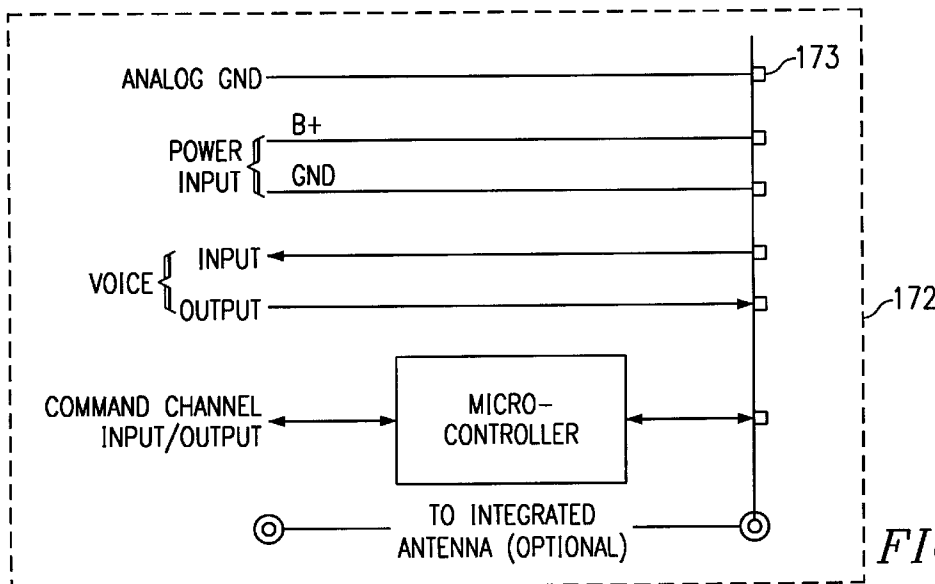 ANALOG GND
173
B+
POWER
INPUT
GND
INPUT
VOICE
OUTPUT
172
COMMAND CHANNEL
INPUT/OUTPUT
MICRO-
CONTROLLER
TO INTEGRATED
ANTENNA (OPTIONAL)